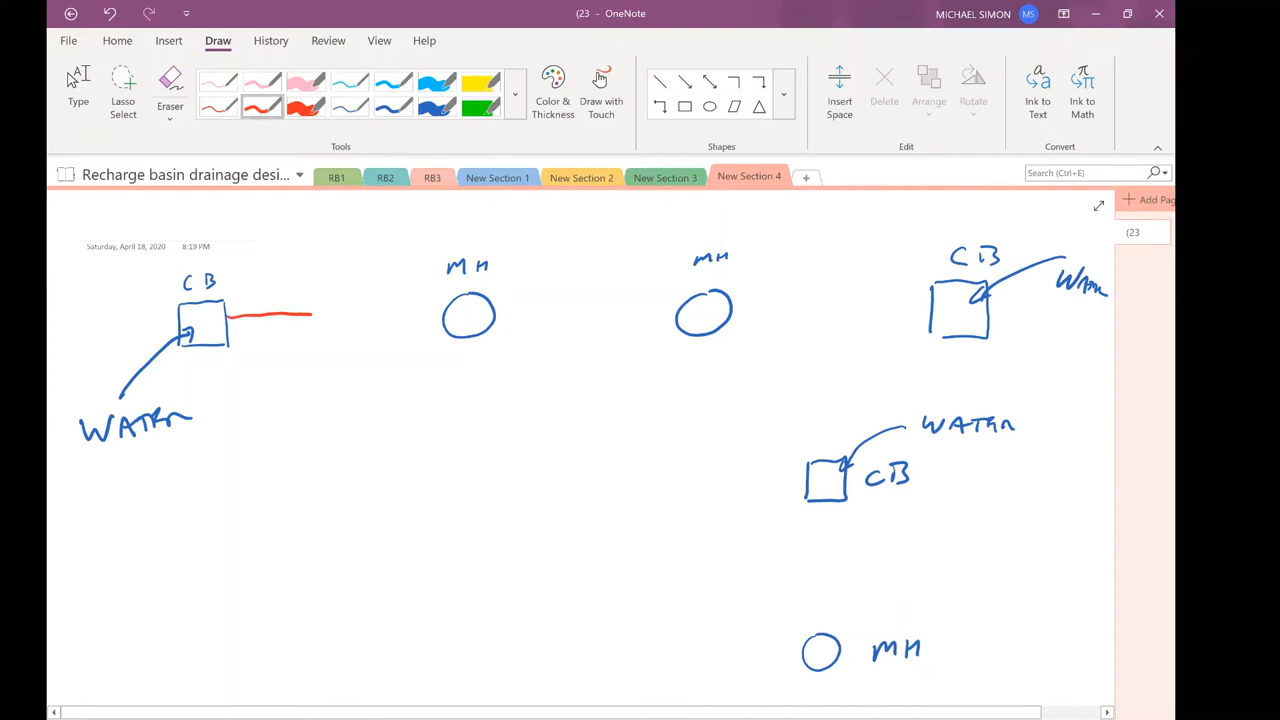 (23 - OneNote
MICHAEL SIMON MS
File Home Insert Draw History Review View Help
Type
Lasso Select
Eraser
Color & Thickness
Draw with Touch
Insert Space
Delete
Arrange
Rotate
Ink to Text
Ink to Math
Tools
Shapes
Edit
Convert
Recharge basin drainage desi...
RB1 RB2 RB3 New Section 1 New Section 2 New Section 3 New Section 4
Search (Ctrl+E)
Add Pag
(23
Saturday, April 18, 2020 8:19 PM
CB
MH
MH
CB
WATER
WATER
CB
MH